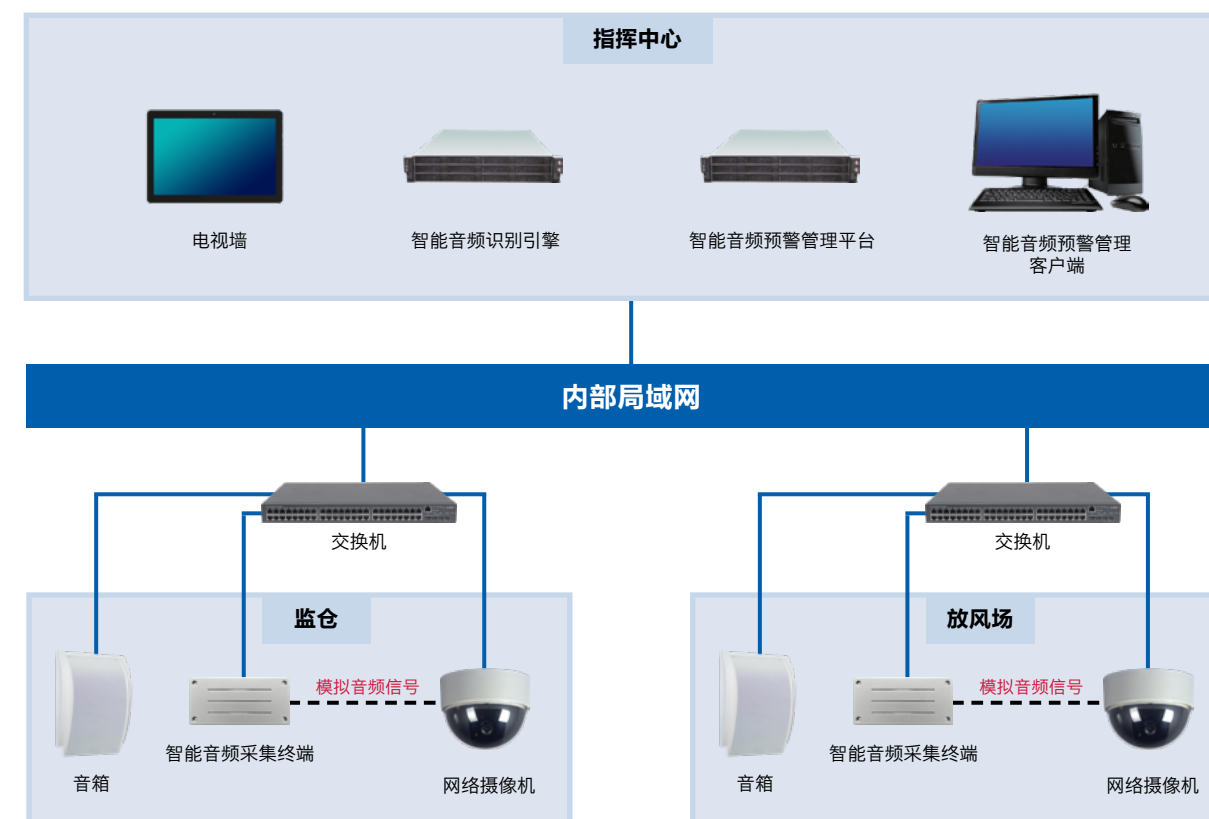 指挥中心
电视墙
智能音频识别引擎
智能音频预警管理平台
智能音频预警管理
客户端
内部局域网
交换机
交换机
监仓
放风场
模拟音频信号
模拟音频信号
智能音频采集终端
智能音频采集终端
音箱
网络摄像机
音箱
网络摄像机